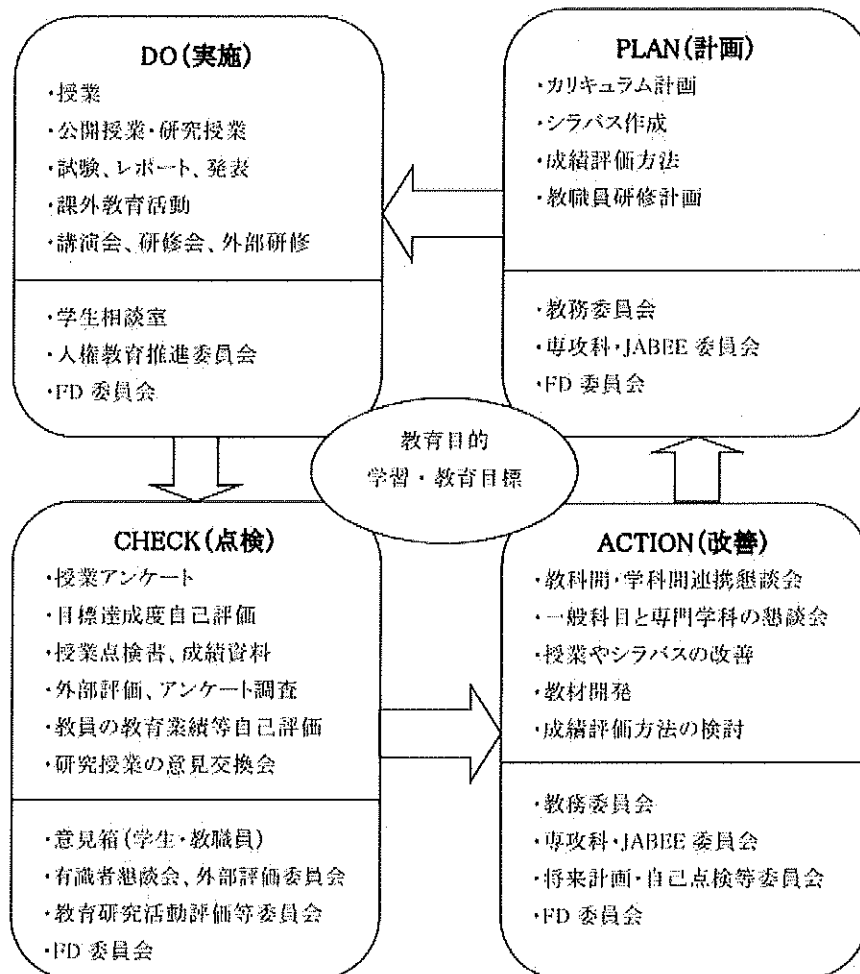 DO(実施)
・授業
・公開授業・研究授業
・試験、レポート、発表
・課外教育活動
・講演会、研修会、外部研修
・学生相談室
・人権教育推進委員会
・FD 委員会
PLAN(計画)
・カリキュラム計画
・シラバス作成
・成績評価方法
・教職員研修計画
・教務委員会
・専攻科・JABEE 委員会
・FD 委員会
教育目的
学習・教育目標
CHECK(点検)
・授業アンケート
・目標達成度自己評価
・授業点検書、成績資料
・外部評価、アンケート調査
・教員の教育業績等自己評価
・研究授業の意見交換会
・意見箱(学生・教職員)
・有識者懇談会、外部評価委員会
・教育研究活動評価等委員会
・FD 委員会
ACTION(改善)
・教科間・学科間連携懇談会
・一般科目と専門学科の懇談会
・授業やシラバスの改善
・教材開発
・成績評価方法の検討
・教務委員会
・専攻科・JABEE 委員会
・将来計画・自己点検等委員会
・FD 委員会